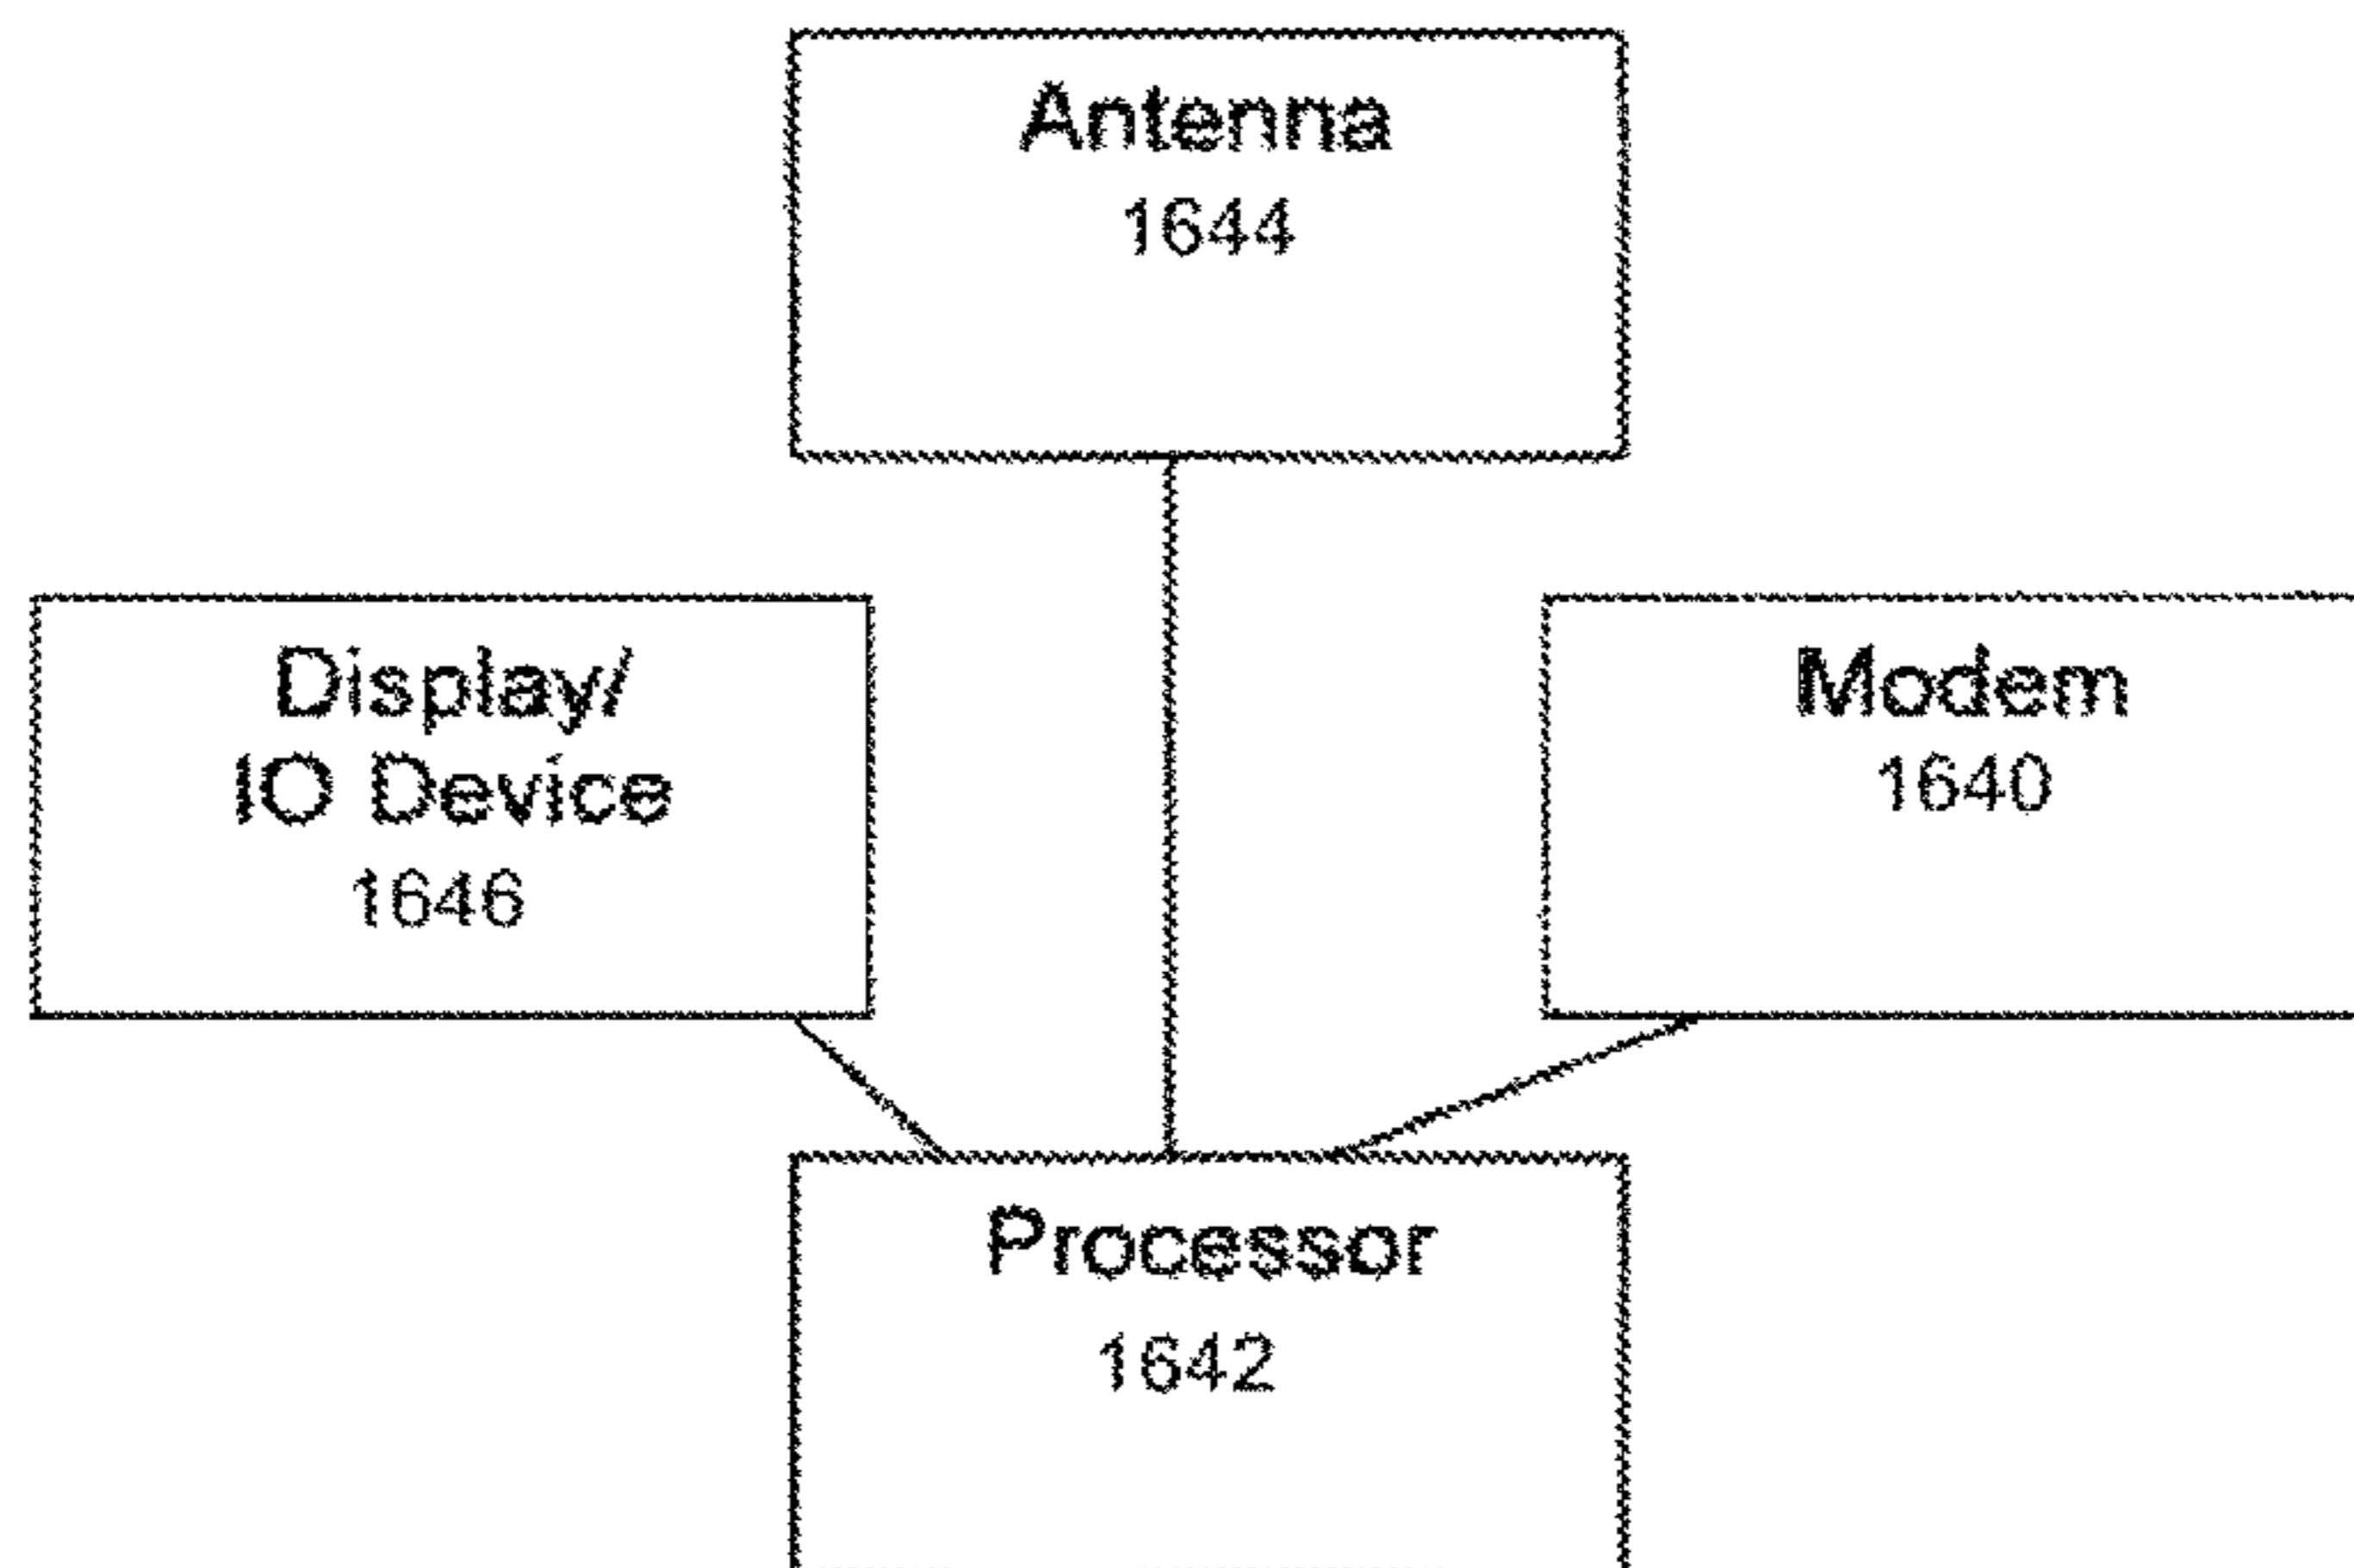 Antenna
1644
Display/
IO Device
1646
Modem
1640
Processor
1642